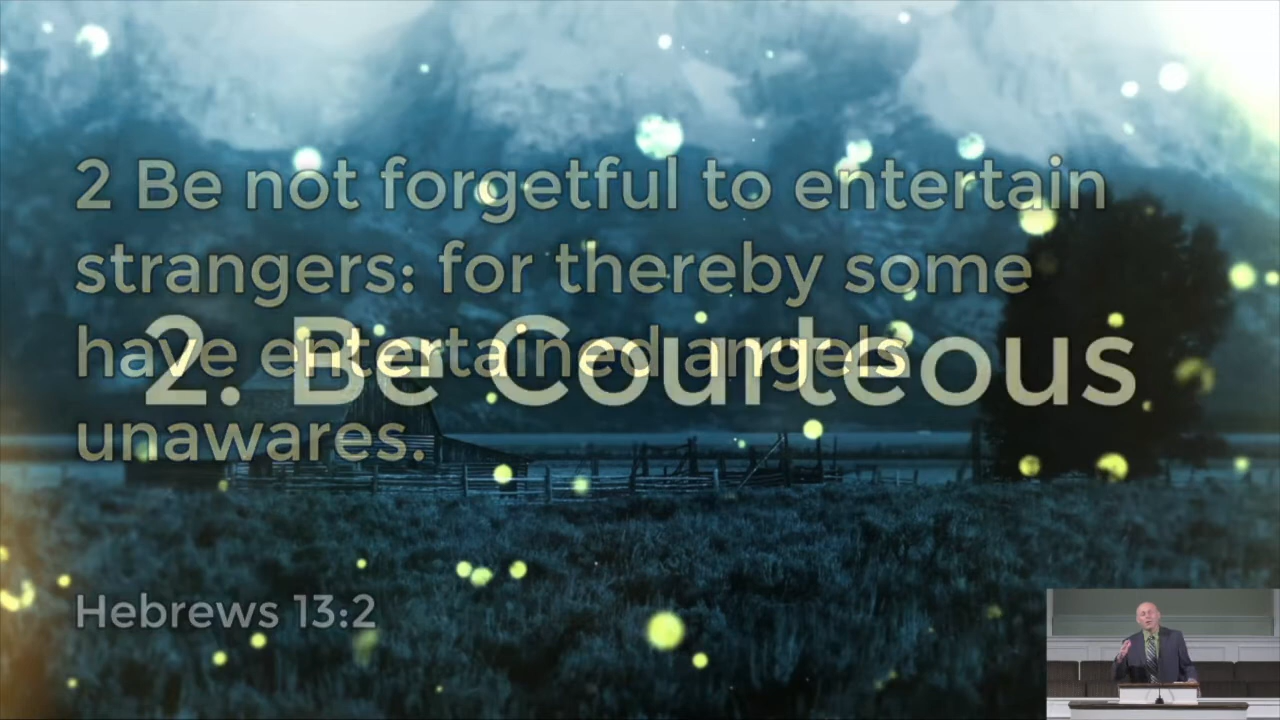 2 Be not forgetful to entertain
strangers: for thereby some
have entertained angels
unawares.
2. Be Courteous
Hebrews 13:2